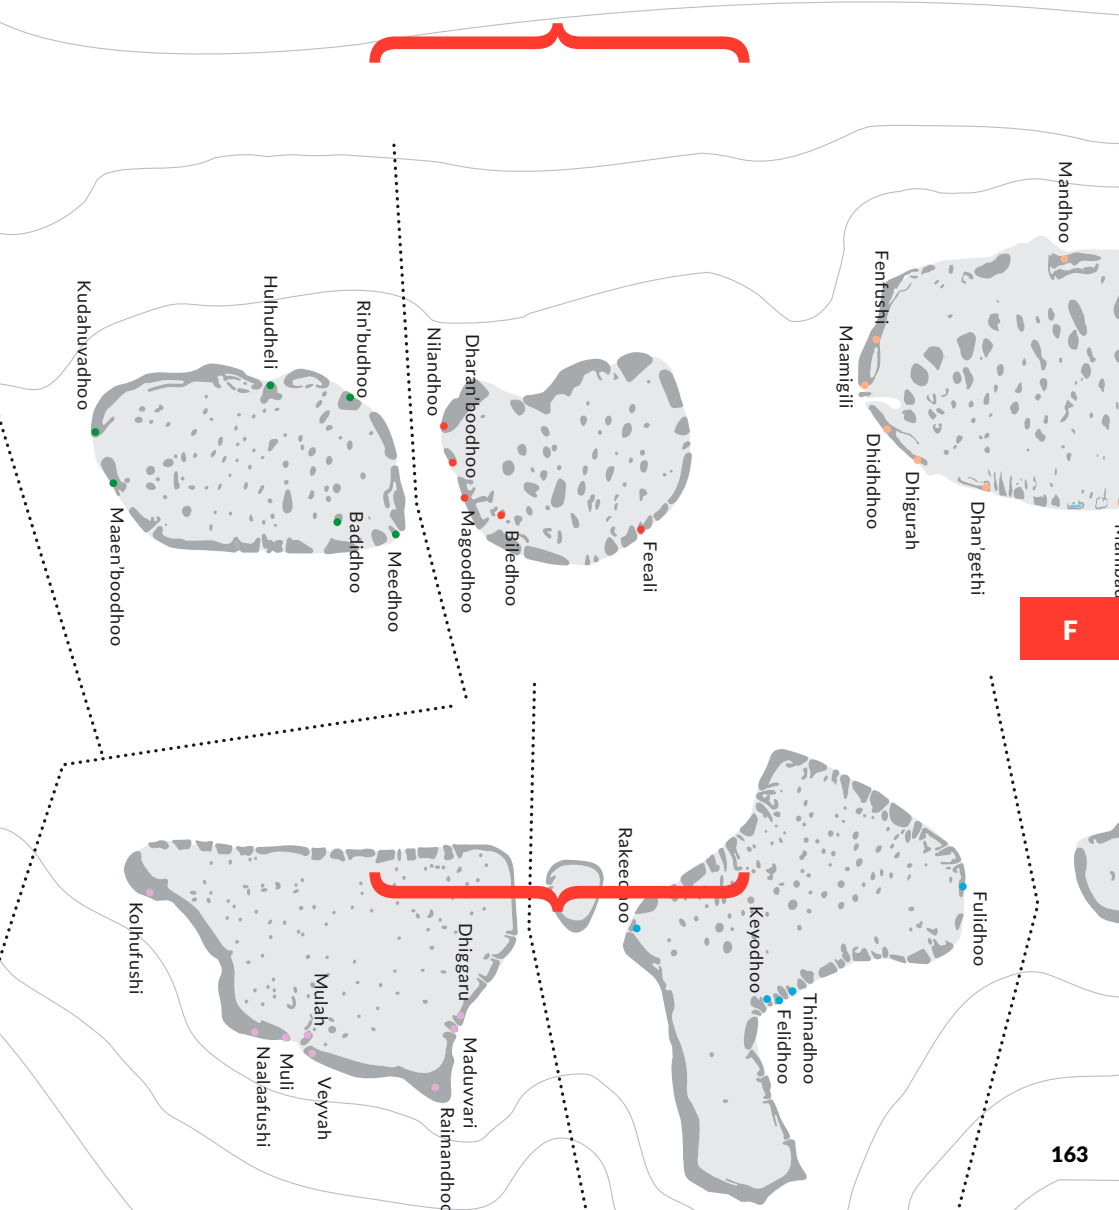 Mandhoo
Fenfushi
Maamigili
Dhidhdhoo
Dhigurah
Dhan'gethi
Kudahuvadhoo
Hulhudheli
Rin'budhoo
Nilandhoo
Dharan'boodhoo
Maaen'boodhoo
Badidhoo
Meedhoo
Magoodhoo
Biledhoo
Feeali
F
Rakeedhoo
Keyodhoo
Fulidhoo
Thinadhoo
Felidhoo
Kolhufushi
Mulah
Dhiggaru
Naalaafushi
Muli
Veyvah
Maduvvari
Raimandhoo
163